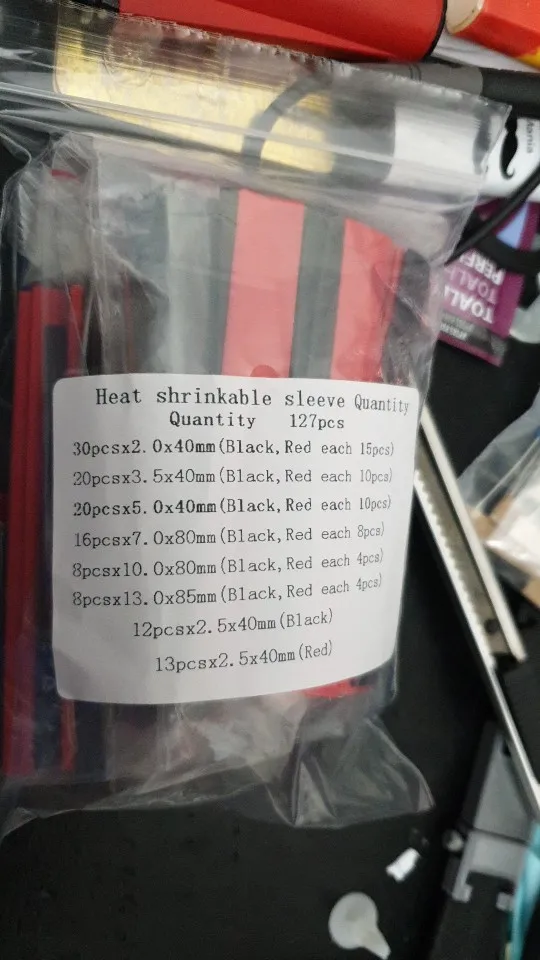 Heat shrinkable sleeve Quantity
Quantity 127pcs
30pcsx2.0x40mm(Black,Red each 15pcs)
20pcsx3.5x40mm(Black,Red each 10pcs)
20pcsx5.0x40mm(Black,Red each 10pcs)
16pcsx7.0x80mm(Black,Red each 8pcs)
8pcsx10.0x80mm(Black,Red each 4pcs)
8pcsx13.0x85mm(Black,Red each 4pcs)
12pcsx2.5x40mm(Black)
13pcsx2.5x40mm(Red)